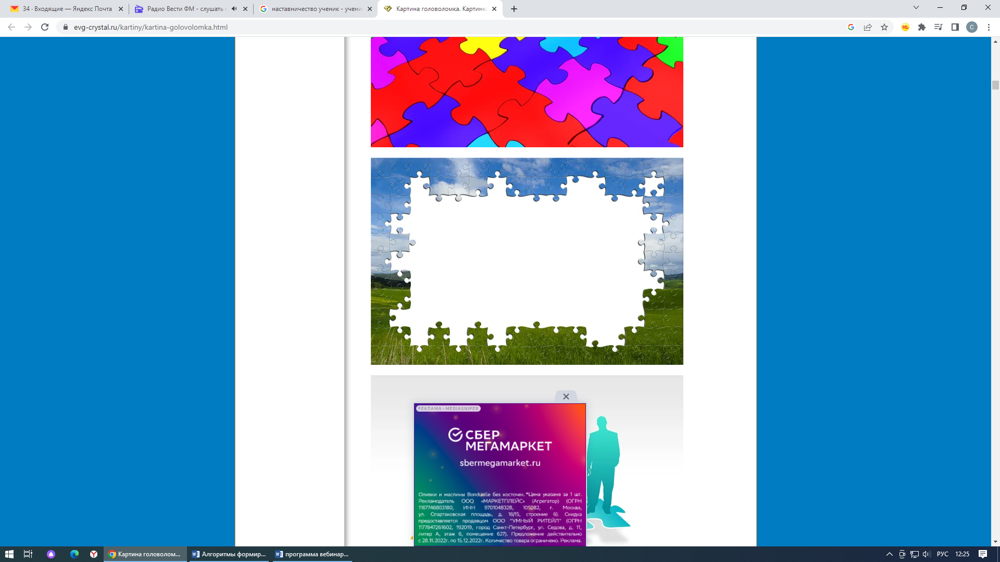 34 · Входящие — Яндекс Почта
Радио Вести ФМ - слушать
наставничество ученик - учени
Картина головоломка. Картинк
evg-crystal.ru/kartiny/kartina-golovolomka.html
С
РЕКЛАМА • MEDIASNIPER
СБЕР
МЕГАМАРКЕТ
sbermegamarket.ru
Оливки и маслины Bonduelle без косточек.*Цена указана за 1 шт.
Рекламодатель ООО «МАРКЕТПЛЕЙС» (Агрегатор) (ОГРН
1167746803180, ИНН 9701048328, 105082, г. Москва,
ул. Спартаковская площадь, д. 16/15, строение 6). Скидка
предоставляется продавцом ООО "УМНЫЙ РИТЕЙЛ" (ОГРН
1177847261602, 192019, город Санкт-Петербург, ул. Седова, д. 11,
литер А, этаж 6, помещение 627). Предложение действительно
с 28.11.2022г. по 15.12.2022г. Количество товара ограничено. Реклама.
Картина головолом...
Алгоритмы формир...
программа вебинар...
РУС
12:25